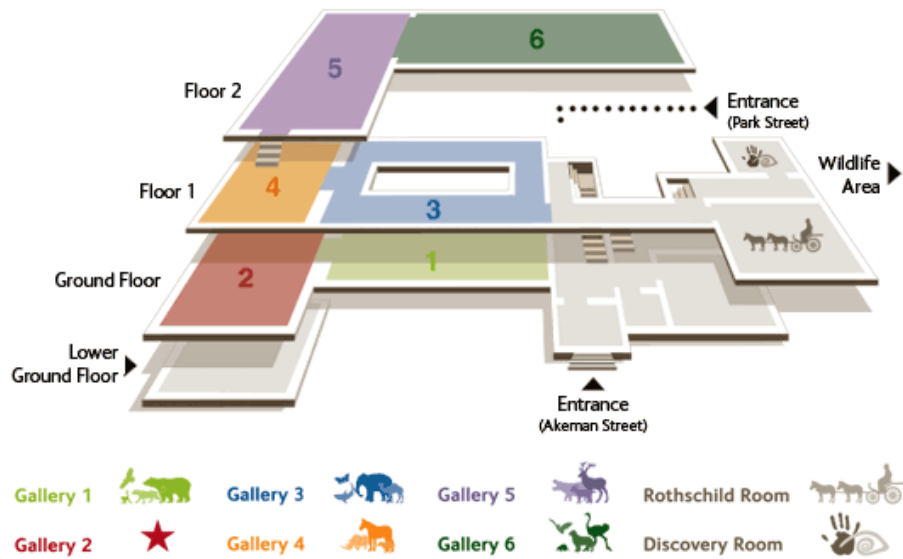 6
5
Floor 2
Entrance
(Park Street)
Wildlife
Area
Floor 1
4
3
Ground Floor
2
1
Lower
Ground Floor
Entrance
(Akeman Street)
Gallery 1
Gallery 3
Gallery 5
Rothschild Room
Gallery 2
Gallery 4
Gallery 6
Discovery Room